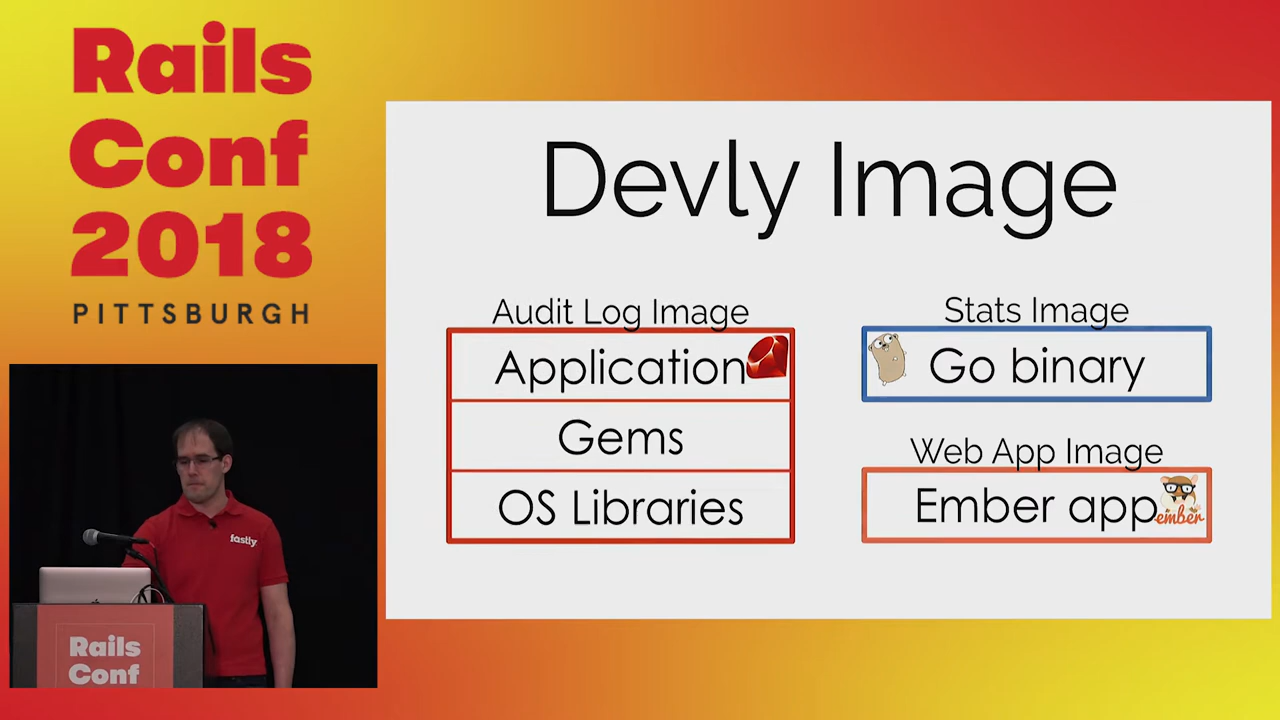 Rails
Conf
2018
PITTSBURGH
Devly Image
Audit Log Image
Application
Gems
OS Libraries
Stats Image
Go binary
Web App Image
Ember app
ember
fastly
Rails
Conf